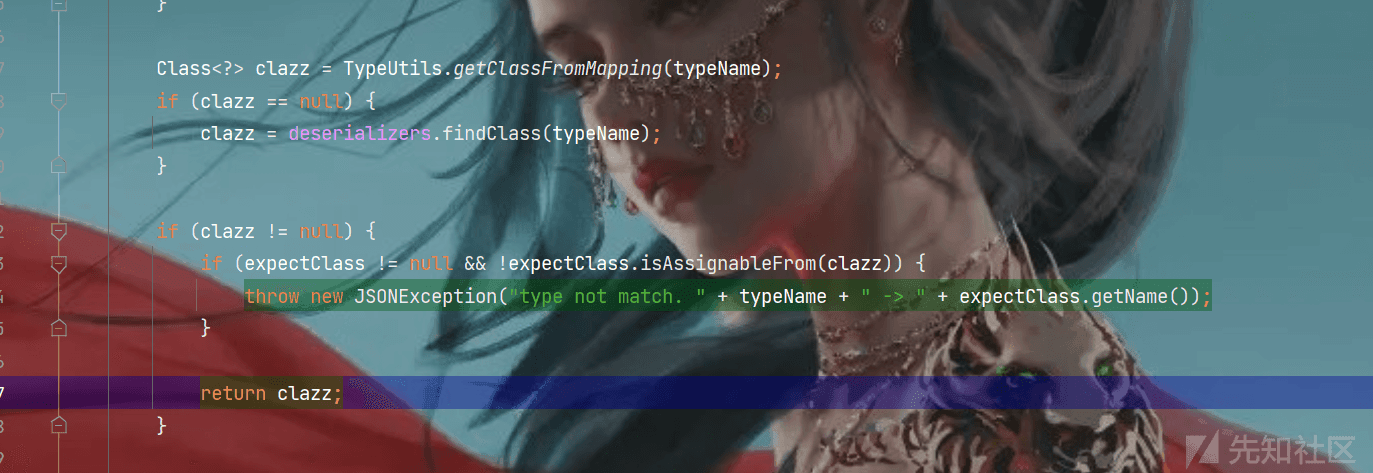 }
Class<?> clazz = TypeUtils.getClassFromMapping(typeName);
if (clazz == null) {
clazz = deserializers.findClass(typeName);
}
if (clazz != null) {
if (expectClass != null && !expectClass.isAssignableFrom(clazz)) {
throw new JSONException("type not match. " + typeName + " -> " + expectClass.getName());
}
return clazz;
}
先知社区